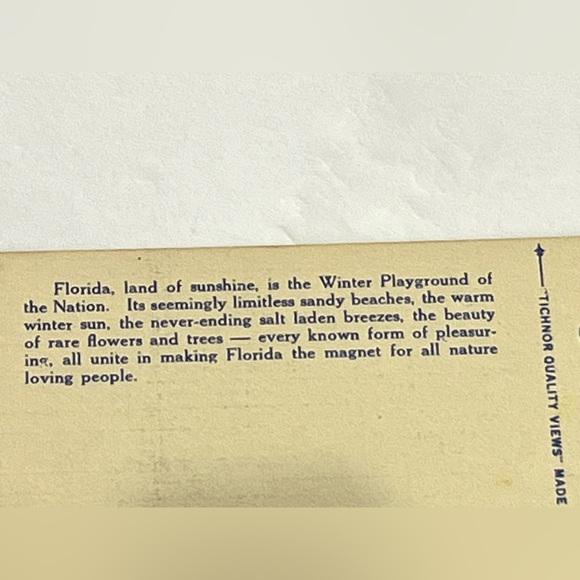 Florida, land of sunshine, is the Winter Playground of
the Nation. Its seemingly limitless sandy beaches, the warm
winter sun, the never-ending salt laden breezes, the beauty
of rare flowers and trees — every known form of pleasur-
ing, all unite in making Florida the magnet for all nature
loving people.
"TICHNOR QUALITY VIEWS" MADE